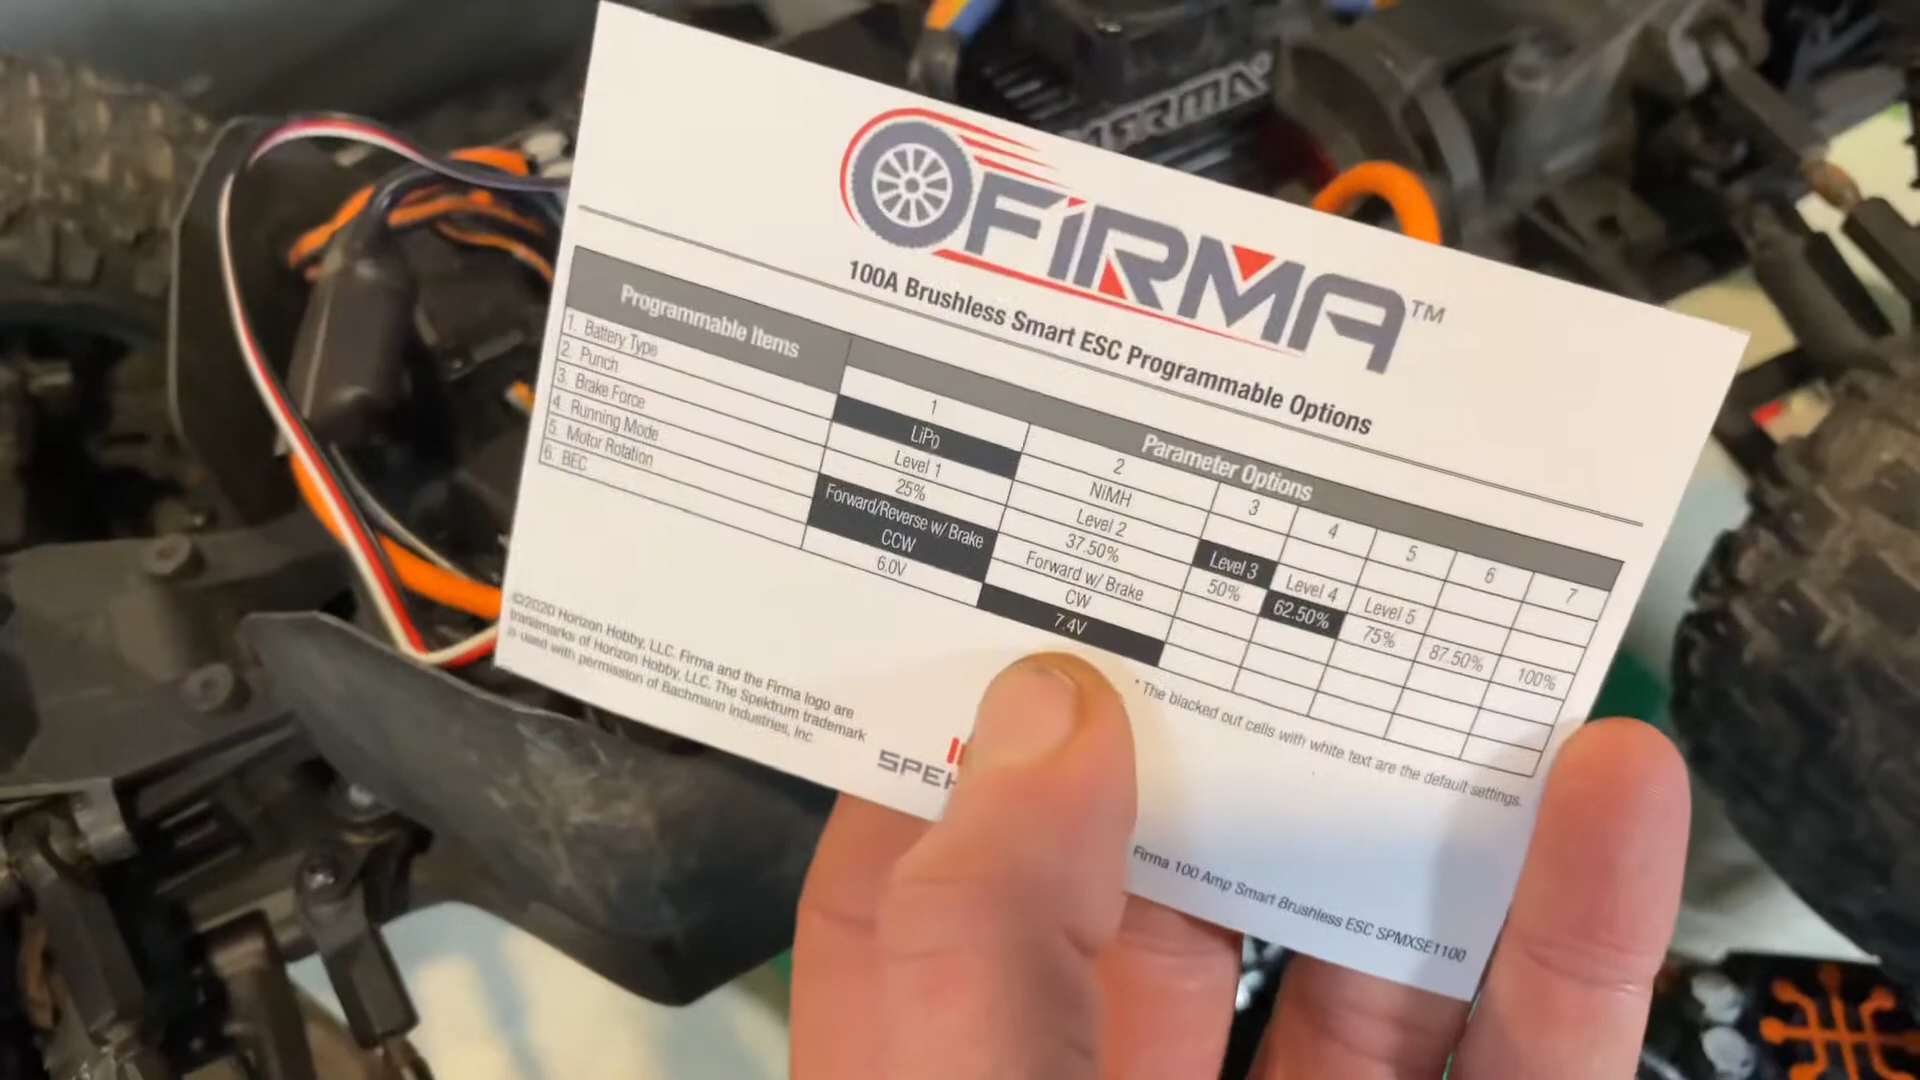 FIRMA™
100A Brushless Smart ESC Programmable Options
Programmable Items Parameter Options
1 2 3 4 5 6 7
1. Battery Type LiPo NiMH
2. Punch Level 1 Level 2 Level 3 Level 4 Level 5
3. Brake Force 25% 37.50% 50% 62.50% 75% 87.50% 100%
4. Running Mode Forward/Reverse w/ Brake Forward w/ Brake
5. Motor Rotation CCW CW
6. BEC 6.0V 7.4V
* The blacked out cells with white text are the default settings.
©2020 Horizon Hobby, LLC. Firma and the Firma logo are
trademarks of Horizon Hobby, LLC. The Spektrum trademark
is used with permission of Bachmann Industries, Inc.
Firma 100 Amp Smart Brushless ESC SPMXSE1100